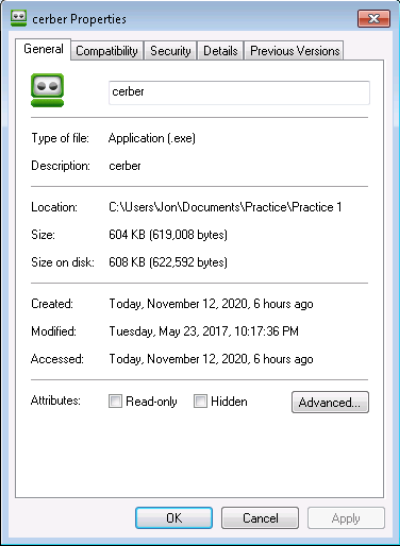 cerber Properties
General Compatibility Security Details Previous Versions
cerber
Type of file: Application (.exe)
Description: cerber
Location: C:\Users\Jon\Documents\Practice\Practice 1
Size: 604 KB (619,008 bytes)
Size on disk: 608 KB (622,592 bytes)
Created: Today, November 12, 2020, 6 hours ago
Modified: Tuesday, May 23, 2017, 10:17:36 PM
Accessed: Today, November 12, 2020, 6 hours ago
Attributes: Read-only Hidden Advanced...
OK Cancel Apply